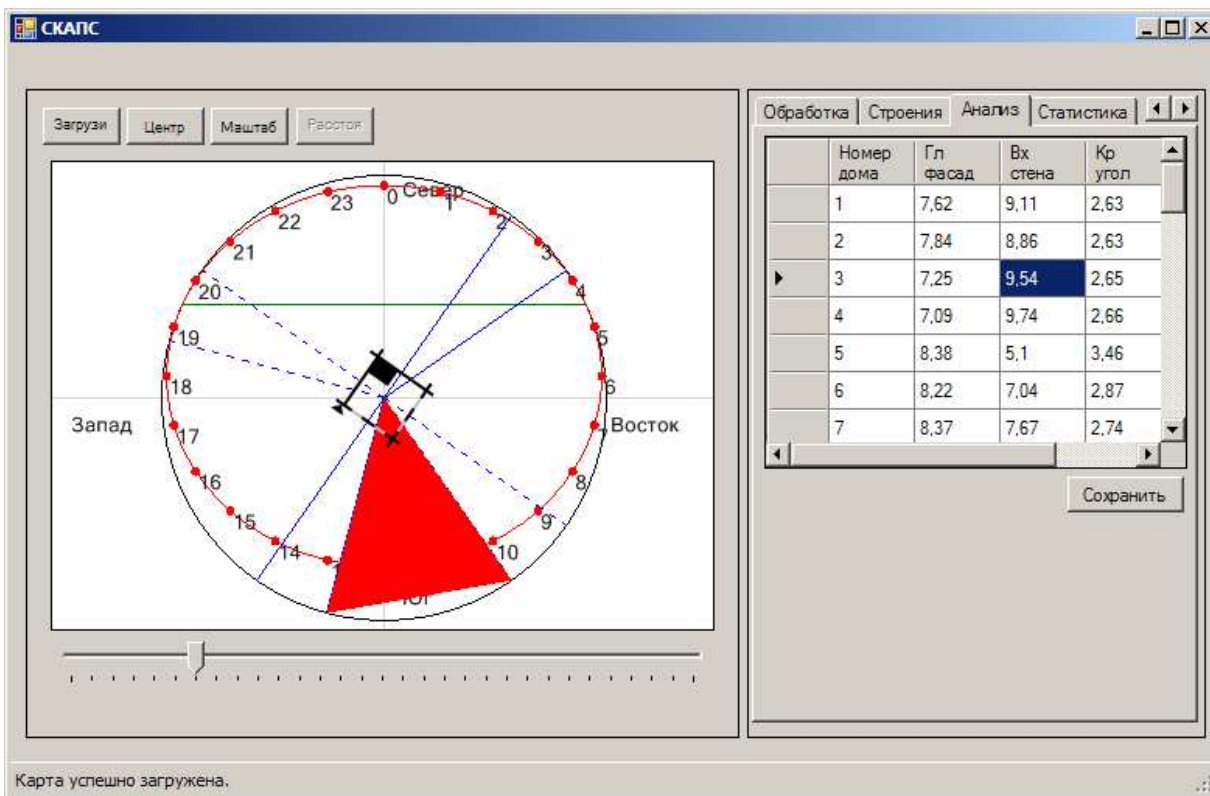 СКАПС
Загрузи Центр Маштаб Расстоя
0 Север
23 1
22 2
21 3
20 4
19 5
18 6
Запад 17 7 Восток
16 8
15 9
14 10
Юг
Обработка Строения Анализ Статистика
Номер дома Гл фасад Вх стена Кр угол
1 7,62 9,11 2,63
2 7,84 8,86 2,63
3 7,25 9,54 2,65
4 7,09 9,74 2,66
5 8,38 5,1 3,46
6 8,22 7,04 2,87
7 8,37 7,67 2,74
Сохранить
Карта успешно загружена.